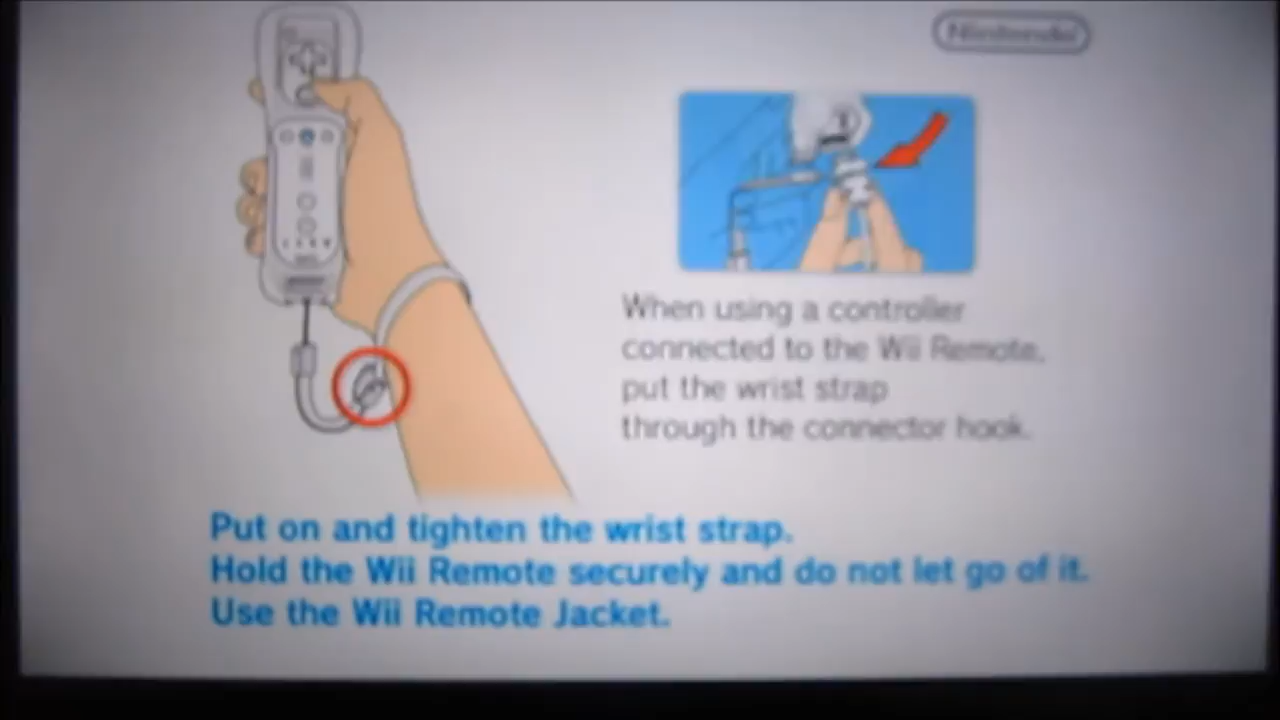 Nintendo
When using a controller
connected to the Wii Remote,
put the wrist strap
through the connector hook.
Put on and tighten the wrist strap.
Hold the Wii Remote securely and do not let go of it.
Use the Wii Remote Jacket.